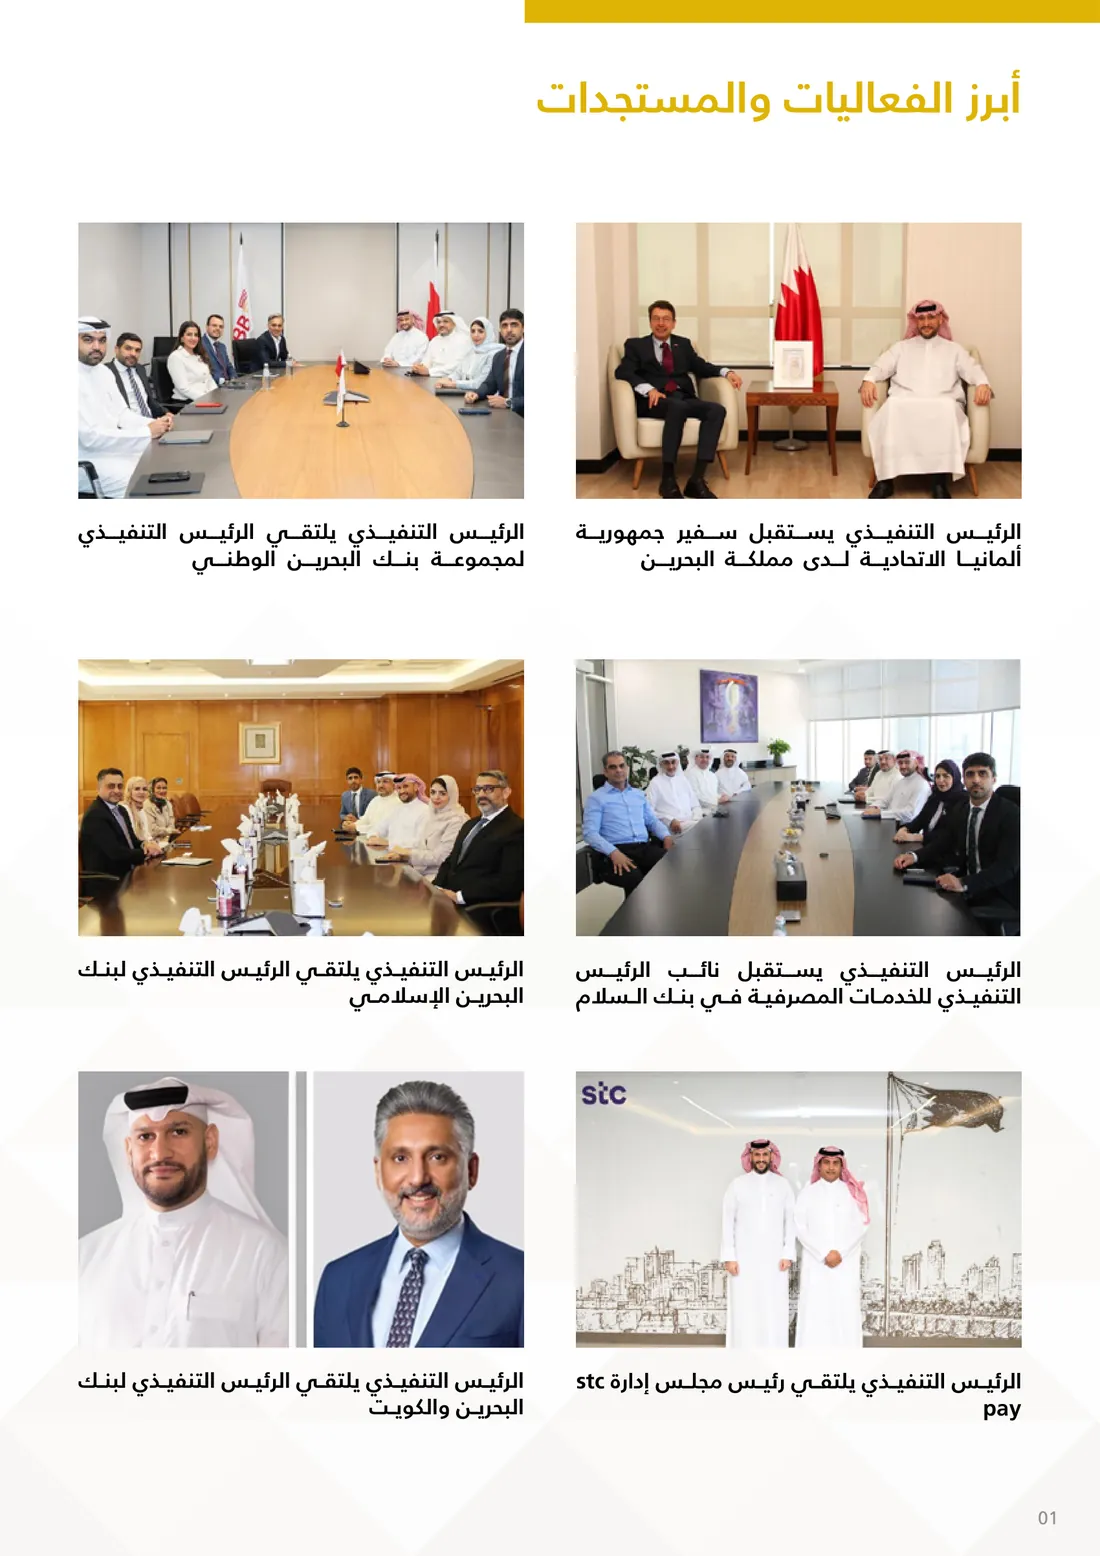 أبرز الفعاليات والمستجدات
الرئيس التنفيذي يستقبل سفير جمهورية
ألمانيا الاتحادية لدى مملكة البحرين
الرئيس التنفيذي يلتقي الرئيس التنفيذي
لمجموعة بنك البحرين الوطني
الرئيس التنفيذي يستقبل نائب الرئيس
التنفيذي للخدمات المصرفية في بنك السلام
الرئيس التنفيذي يلتقي الرئيس التنفيذي لبنك
البحرين الإسلامي
stc
الرئيس التنفيذي يلتقي رئيس مجلس إدارة stc
pay
الرئيس التنفيذي يلتقي الرئيس التنفيذي لبنك
البحرين والكويت
01